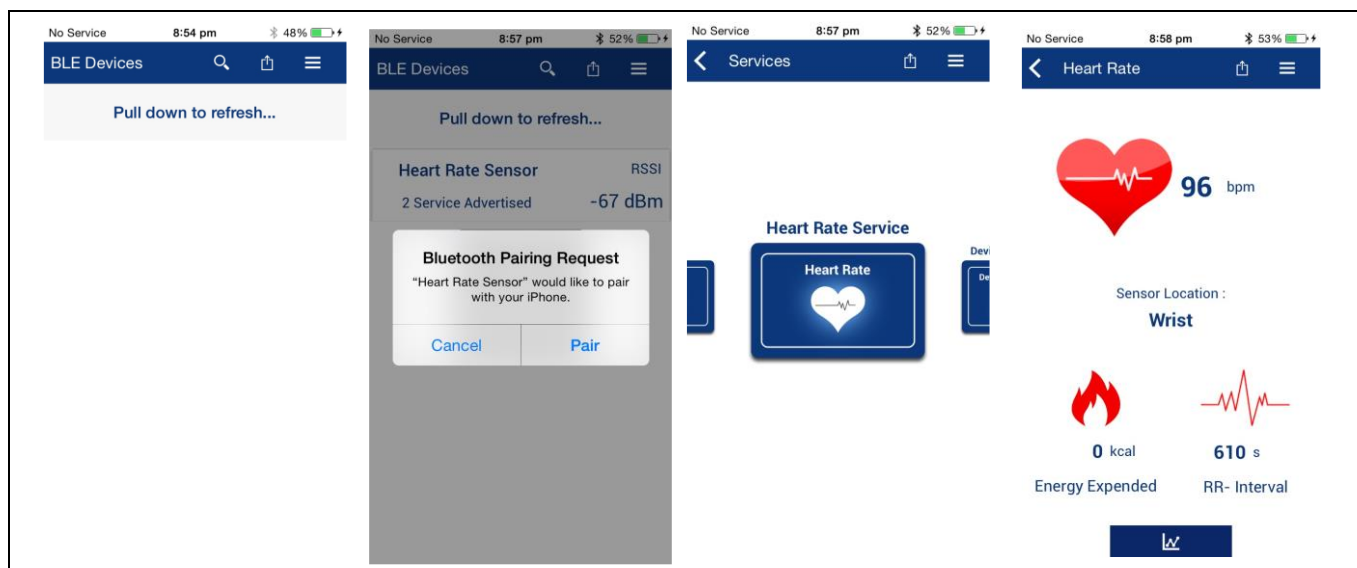 No Service 8:54 pm 48%
BLE Devices
Pull down to refresh...
No Service 8:57 pm 52%
BLE Devices
Pull down to refresh...
Heart Rate Sensor RSSI
2 Service Advertised -67 dBm
Bluetooth Pairing Request
“Heart Rate Sensor” would like to pair
with your iPhone.
Cancel Pair
No Service 8:57 pm 52%
Services
Heart Rate Service
Heart Rate
Devi
De
No Service 8:58 pm 53%
Heart Rate
96 bpm
Sensor Location :
Wrist
0 kcal 610 s
Energy Expended RR- Interval